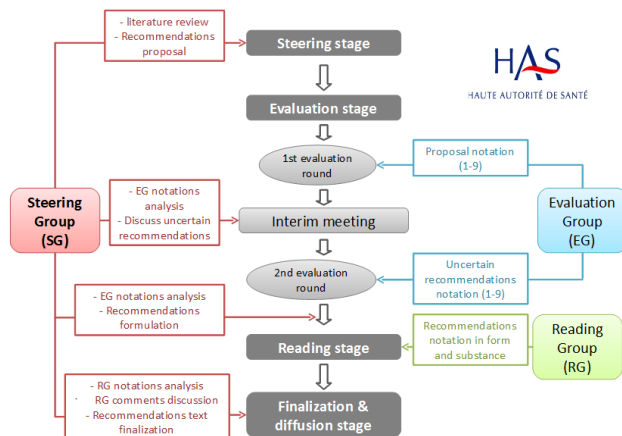 - literature review
- Recommendations
proposal
Steering stage
HAS
HAUTE AUTORITÉ DE SANTÉ
Evaluation stage
1st evaluation
round
Proposal notation
(1-9)
Steering
Group
(SG)
- EG notations
analysis
- Discuss uncertain
recommendations
Interim meeting
Evaluation
Group
(EG)
2nd evaluation
round
Uncertain
recommendations
notation (1-9)
- EG notations analysis
- Recommendations
formulation
Reading stage
Recommendations
notation in form
and substance
Reading
Group
(RG)
- RG notations analysis
- RG comments discussion
- Recommendations text
finalization
Finalization &
diffusion stage